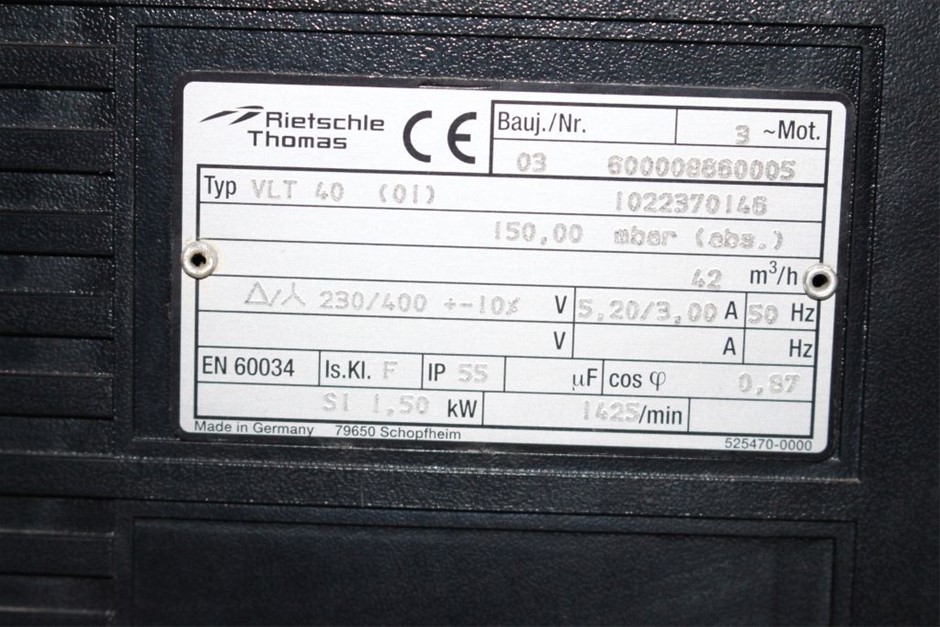 Rietschle
Thomas
CE
Bauj./Nr. 3 ~Mot.
03 600008660005
Typ VLT 40 (01) 1022370146
150,00 mbar (abs.)
42 m³/h
Δ/⅄ 230/400 +-10% V 5,20/3,00 A 50 Hz
V A Hz
EN 60034 Is.Kl. F IP 55 µF cos φ 0,87
S1 1,50 kW 1425/min
Made in Germany 79650 Schopfheim 525470-0000